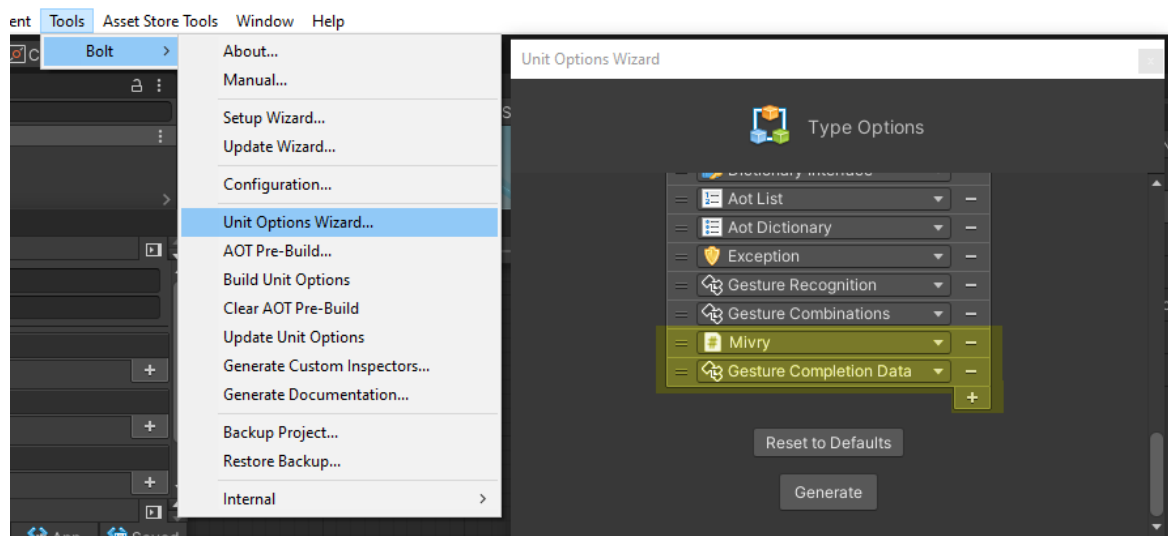 ent Tools Asset Store Tools Window Help
Bolt
About...
Manual...
Setup Wizard...
Update Wizard...
Configuration...
Unit Options Wizard...
AOT Pre-Build...
Build Unit Options
Clear AOT Pre-Build
Update Unit Options
Generate Custom Inspectors...
Generate Documentation...
Backup Project...
Restore Backup...
Internal
Unit Options Wizard
Type Options
Dictionary Interface
Aot List
Aot Dictionary
Exception
Gesture Recognition
Gesture Combinations
Mivry
Gesture Completion Data
Reset to Defaults
Generate